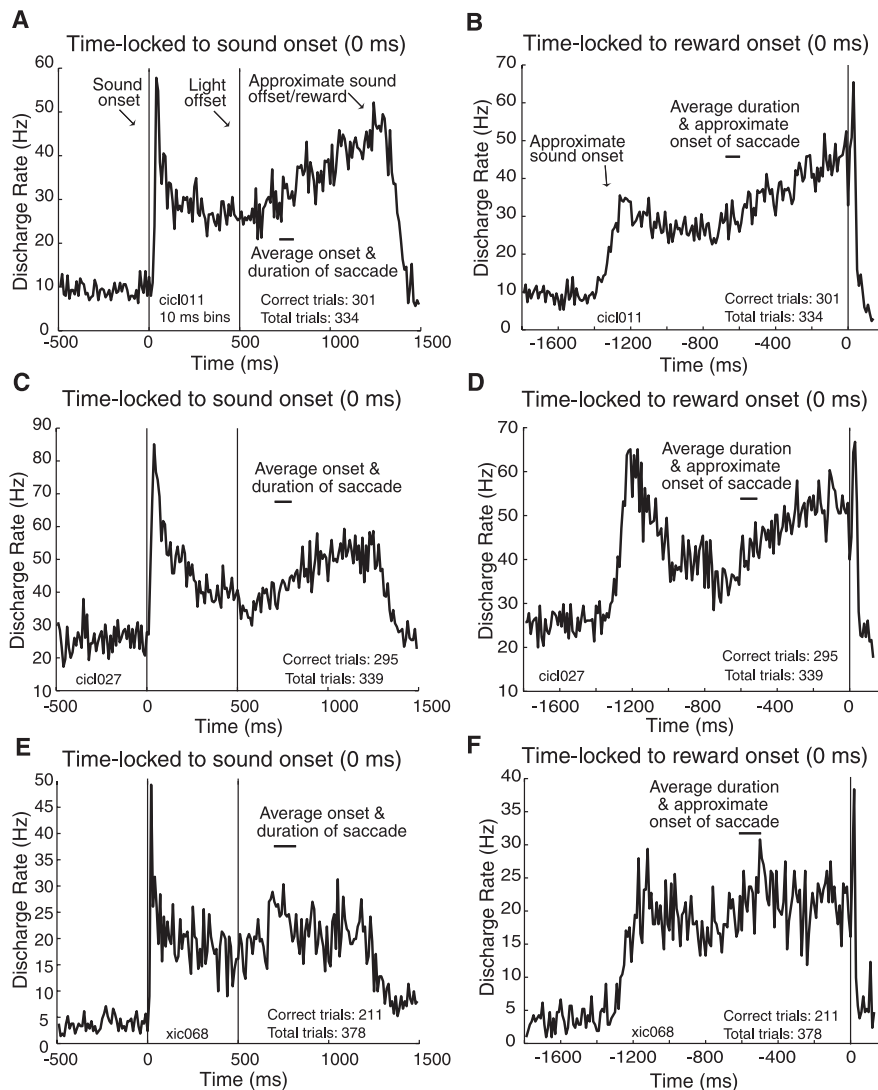 A
Time-locked to sound onset (0 ms)
Discharge Rate (Hz)
60
50
40
30
20
10
0
Sound
onset
Light
offset
Approximate sound
offset/reward
Average onset &
duration of saccade
cicl011
10 ms bins
Correct trials: 301
Total trials: 334
-500
0
500
1000
1500
Time (ms)
B
Time-locked to reward onset (0 ms)
Discharge Rate (Hz)
70
60
50
40
30
20
10
0
Average duration
& approximate
onset of saccade
Approximate
sound onset
Correct trials: 301
Total trials: 334
cicl011
-1600
-1200
-800
-400
0
Time (ms)
C
Time-locked to sound onset (0 ms)
Discharge Rate (Hz)
90
80
70
60
50
40
30
20
10
Average onset &
duration of saccade
Correct trials: 295
Total trials: 339
cicl027
-500
0
500
1000
1500
Time (ms)
D
Time-locked to reward onset (0 ms)
Discharge Rate (Hz)
70
60
50
40
30
20
10
Average duration
& approximate
onset of saccade
Correct trials: 295
Total trials: 339
cicl027
-1600
-1200
-800
-400
0
Time (ms)
E
Time-locked to sound onset (0 ms)
Discharge Rate (Hz)
50
45
40
35
30
25
20
15
10
5
0
Average onset &
duration of saccade
Correct trials: 211
Total trials: 378
xic068
-500
0
500
1000
1500
Time (ms)
F
Time-locked to reward onset (0 ms)
Discharge Rate (Hz)
40
35
30
25
20
15
10
5
0
Average duration
& approximate
onset of saccade
Correct trials: 211
Total trials: 378
xic068
-1600
-1200
-800
-400
0
Time (ms)